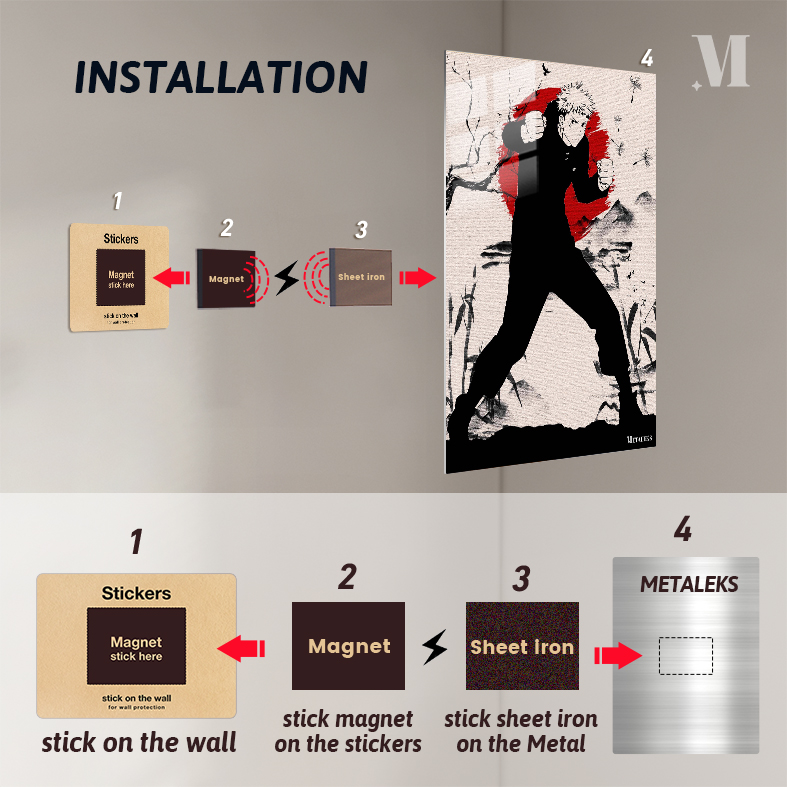 INSTALLATION
M
4
1
2
3
Stickers
Magnet
stick here
stick on the wall
for wall protection
Magnet
Sheet iron
METALEKS
1
2
3
4
Stickers
Magnet
stick here
stick on the wall
for wall protection
Magnet
Sheet iron
METALEKS
stick on the wall
stick magnet
on the stickers
stick sheet iron
on the Metal